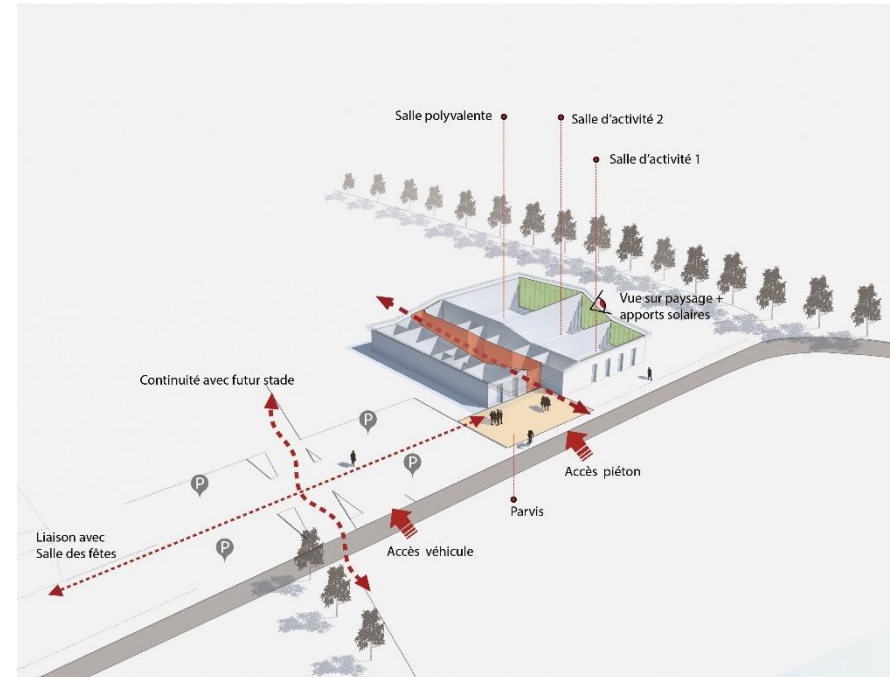 Salle polyvalente
Salle d'activité 2
Salle d'activité 1
Vue sur paysage +
apports solaires
Continuité avec futur stade
P
P
P
Accès piéton
Parvis
Liaison avec
Salle des fêtes
P
Accès véhicule